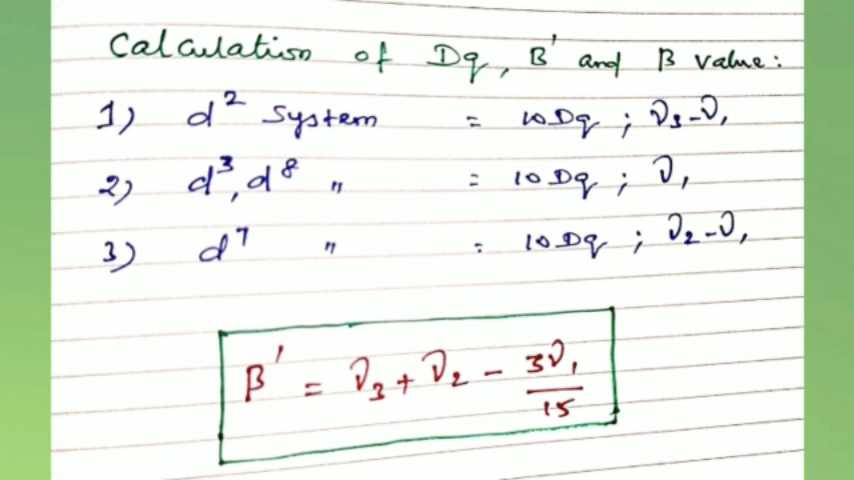 Calculation of Dq, B' and β value:
1) d² system = 10Dq ; ν₃-ν₁
2) d³, d⁸ " = 10Dq ; ν₁
3) d⁷ " = 10Dq ; ν₂-ν₁
β' = ν₃ + ν₂ - 3ν₁/15